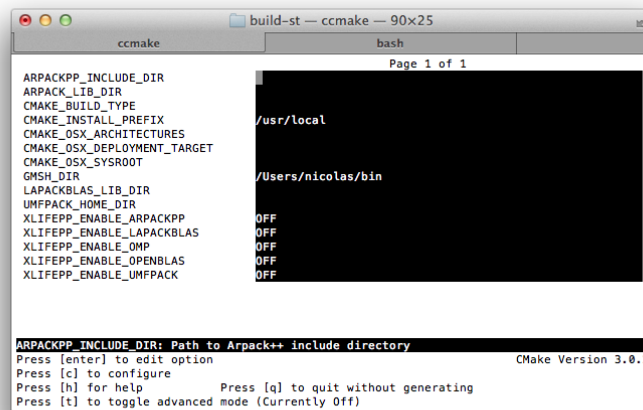 build-st — ccmake — 90×25
ccmake bash
Page 1 of 1
ARPACKPP_INCLUDE_DIR
ARPACK_LIB_DIR
CMAKE_BUILD_TYPE
CMAKE_INSTALL_PREFIX /usr/local
CMAKE_OSX_ARCHITECTURES
CMAKE_OSX_DEPLOYMENT_TARGET
CMAKE_OSX_SYSROOT
GMSH_DIR /Users/nicolas/bin
LAPACKBLAS_LIB_DIR
UMFPACK_HOME_DIR
XLIFEPP_ENABLE_ARPACKPP OFF
XLIFEPP_ENABLE_LAPACKBLAS OFF
XLIFEPP_ENABLE_OMP OFF
XLIFEPP_ENABLE_OPENBLAS OFF
XLIFEPP_ENABLE_UMFPACK OFF
ARPACKPP_INCLUDE_DIR: Path to Arpack++ include directory
Press [enter] to edit option CMake Version 3.0.
Press [c] to configure
Press [h] for help Press [q] to quit without generating
Press [t] to toggle advanced mode (Currently Off)